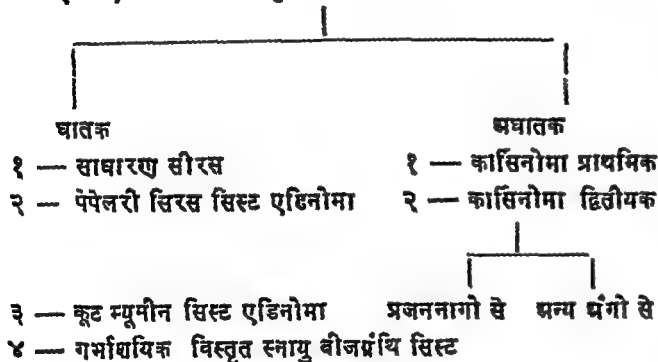 घातक अघातक
१ — साधारण सीरस १ — कार्सिनोमा प्राथमिक
२ — पेपेलरी सिरस सिस्ट एडिनोमा २ — कार्सिनोमा द्वितीयक
३ — कूट म्यूमीन सिस्ट एडिनोमा प्रजननागो से अन्य अंगो से
४ — गर्भाशयिक विस्तृत स्नायु बीजग्रंथि सिस्ट